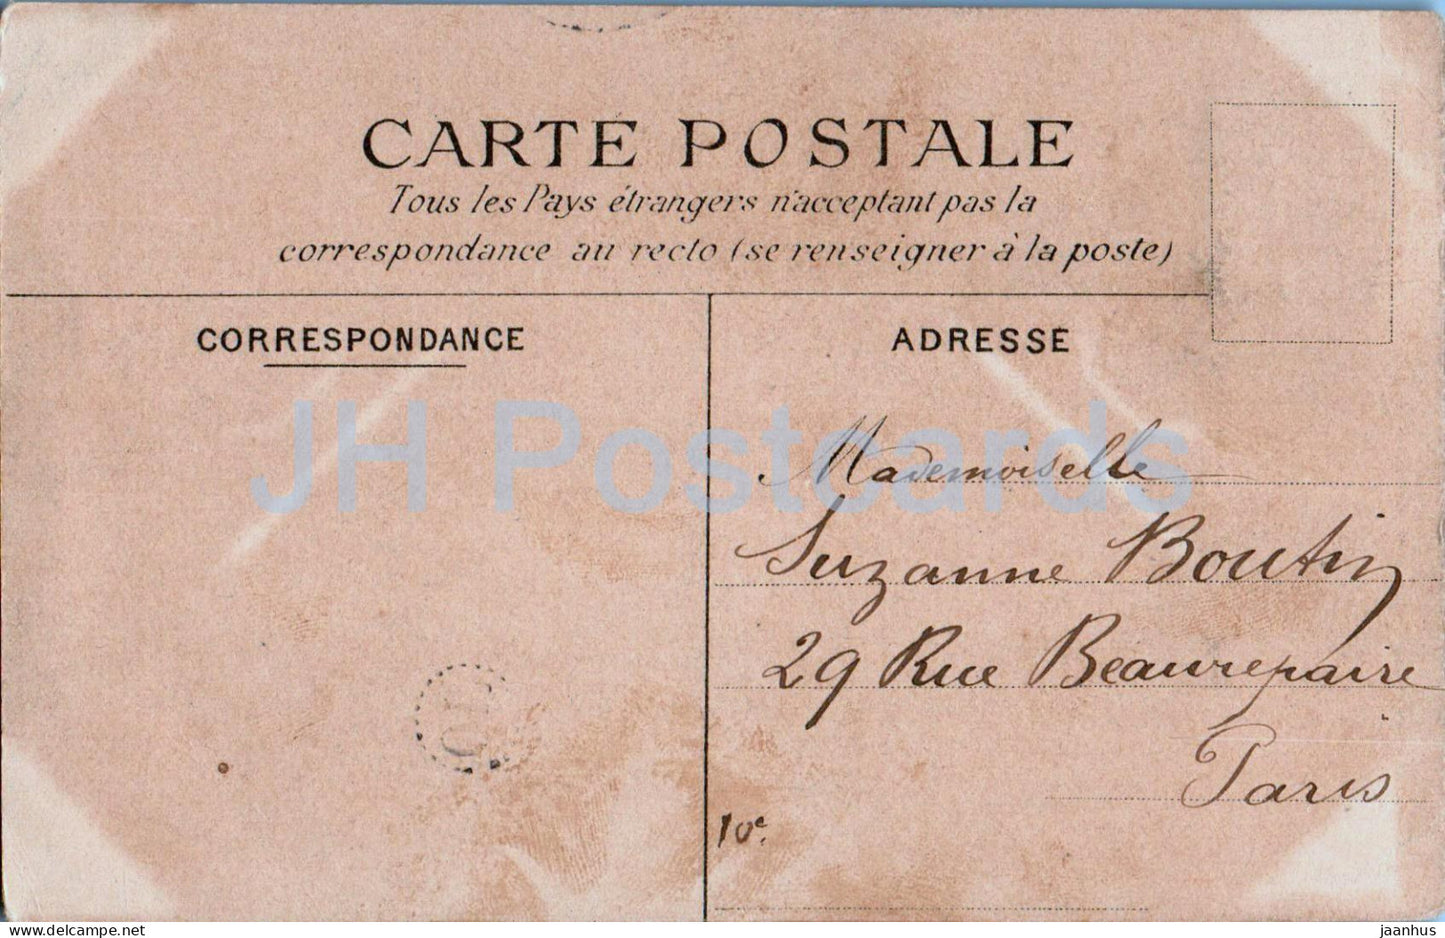 CARTE POSTALE
Tous les Pays étrangers n'acceptant pas la
correspondance au recto (se renseigner à la poste)
CORRESPONDANCE
ADRESSE
JH Postcards
Mademoiselle
Suzanne Boutin
29 Rue Beaurepaire
Paris
10e.
jaanhus